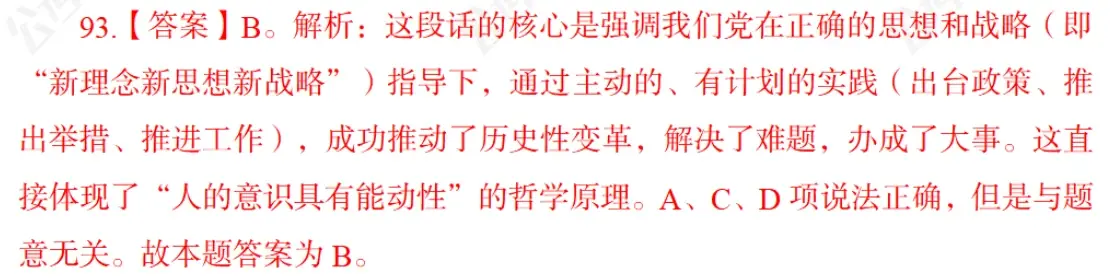 93.【答案】B。解析：这段话的核心是强调我们党在正确的思想和战略（即
“新理念新思想新战略”）指导下，通过主动的、有计划的实践（出台政策、推
出举措、推进工作），成功推动了历史性变革，解决了难题，办成了大事。这直
接体现了“人的意识具有能动性”的哲学原理。A、C、D 项说法正确，但是与题
意无关。故本题答案为 B。